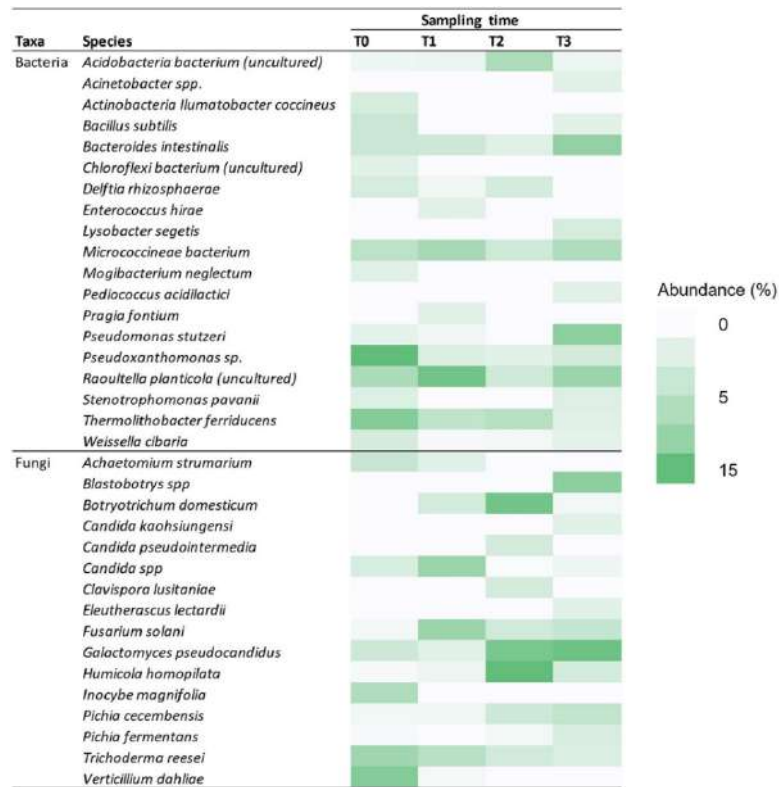 Sampling time
Taxa Species T0 T1 T2 T3
Bacteria Acidobacteria bacterium (uncultured)
Acinetobacter spp.
Actinobacteria Ilumatobacter coccineus
Bacillus subtilis
Bacteroides intestinalis
Chloroflexi bacterium (uncultured)
Delftia rhizosphaerae
Enterococcus hirae
Lysobacter segetis
Micrococcineae bacterium
Mogibacterium neglectum
Pediococcus acidilactici
Pragia fontium
Pseudomonas stutzeri
Pseudoxanthomonas sp.
Raoultella planticola (uncultured)
Stenotrophomonas pavanii
Thermolithobacter ferriducens
Weissella cibaria
Fungi Achaetomium strumarium
Blastobotrys spp
Botryotrichum domesticum
Candida kaohsiungensi
Candida pseudointermedia
Candida spp
Clavispora lusitaniae
Eleutherascus lectardii
Fusarium solani
Galactomyces pseudocandidus
Humicola homopilata
Inocybe magnifolia
Pichia cecembensis
Pichia fermentans
Trichoderma reesei
Verticillium dahliae
Abundance (%)
0
5
15